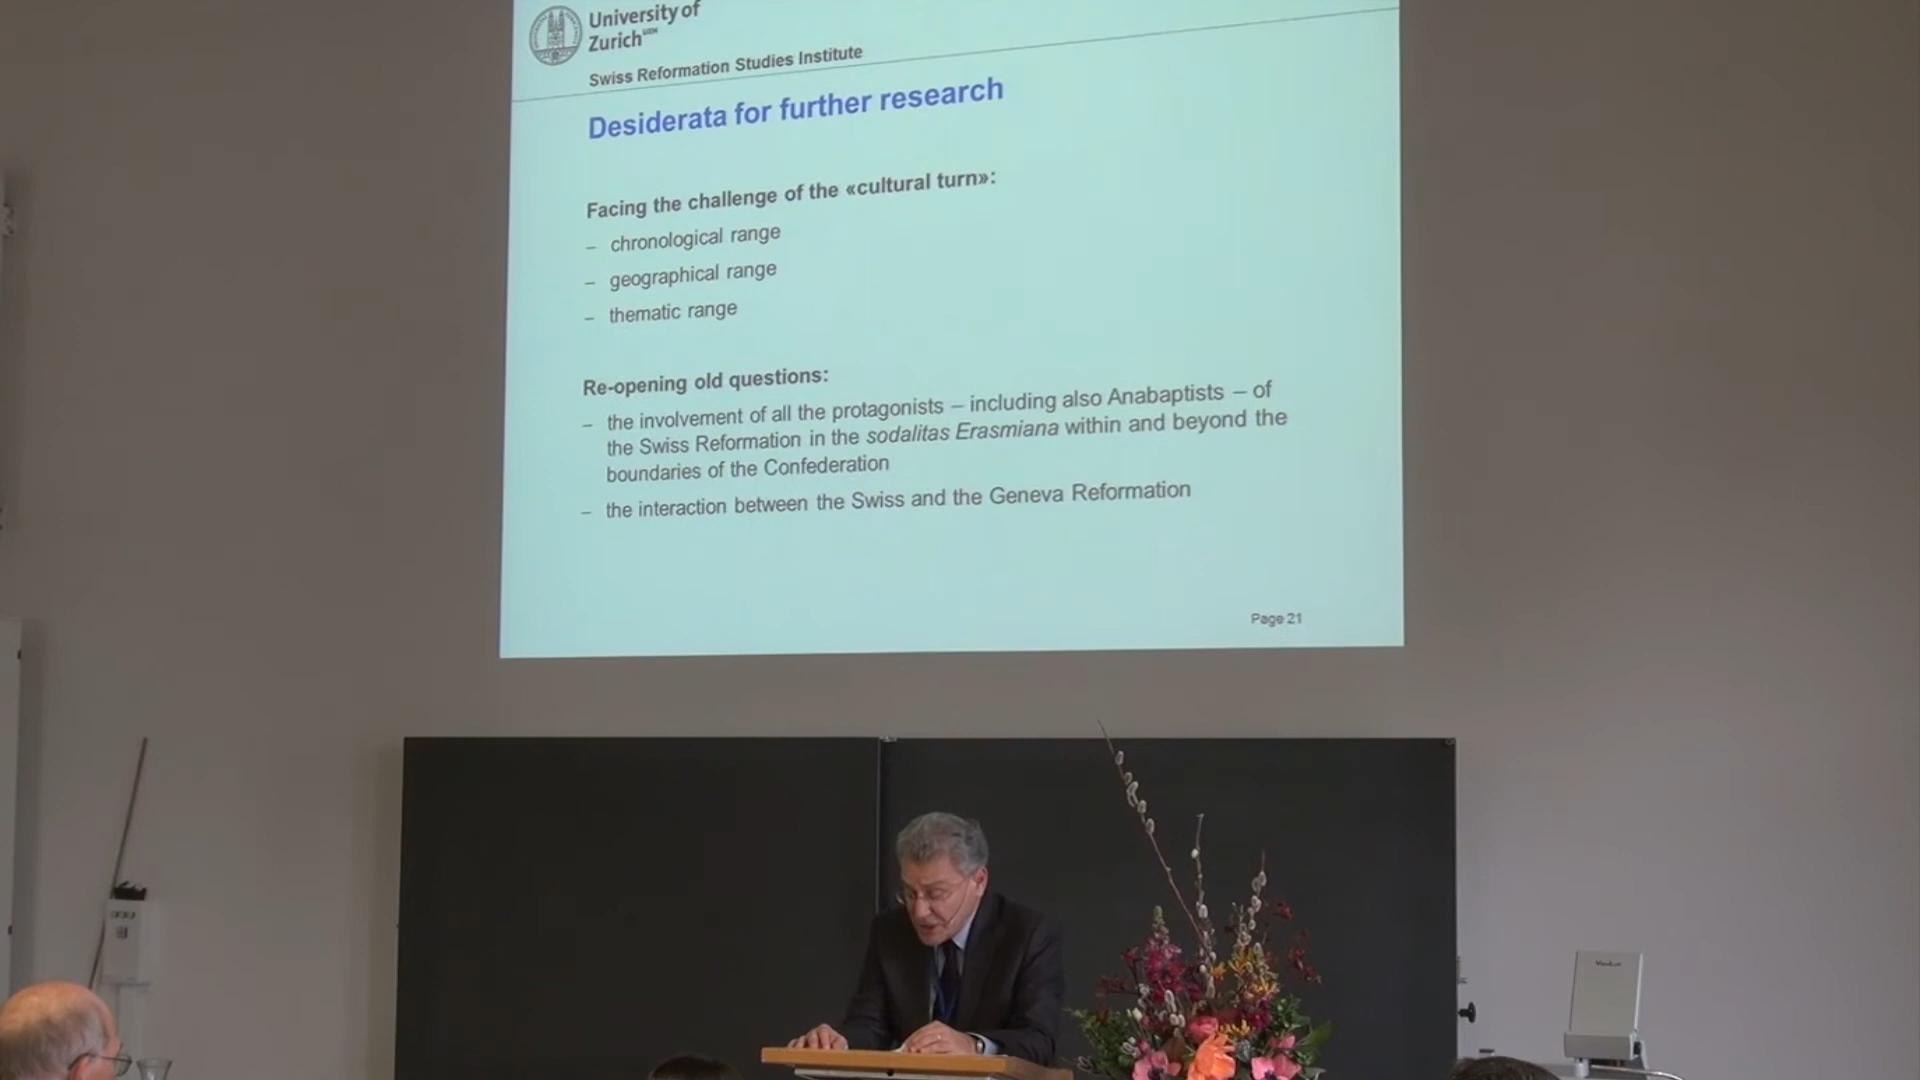 University of
Zurich UZH
Swiss Reformation Studies Institute
Desiderata for further research
Facing the challenge of the «cultural turn»:
– chronological range
– geographical range
– thematic range
Re-opening old questions:
– the involvement of all the protagonists – including also Anabaptists – of
the Swiss Reformation in the sodalitas Erasmiana within and beyond the
boundaries of the Confederation
– the interaction between the Swiss and the Geneva Reformation
Page 21